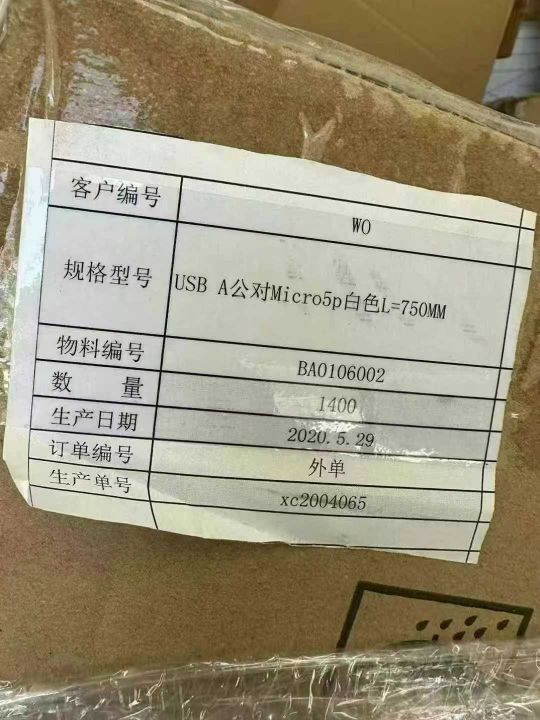 客户编号 WO
规格型号 USB A公对Micro5p白色L=750MM
物料编号 BA0106002
数 量 1400
生产日期 2020.5.29
订单编号 外单
生产单号 xc2004065